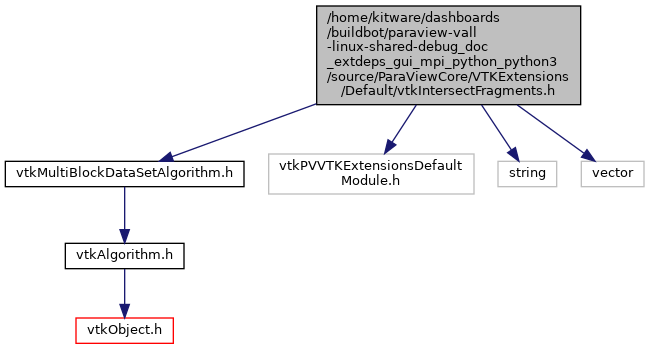 /home/kitware/dashboards
/buildbot/paraview-vall
-linux-shared-debug_doc
_extdeps_gui_mpi_python_python3
/source/ParaViewCore/VTKExtensions
/Default/vtkIntersectFragments.h
vtkMultiBlockDataSetAlgorithm.h
vtkPVVTKExtensionsDefault
Module.h
string
vector
vtkAlgorithm.h
vtkObject.h